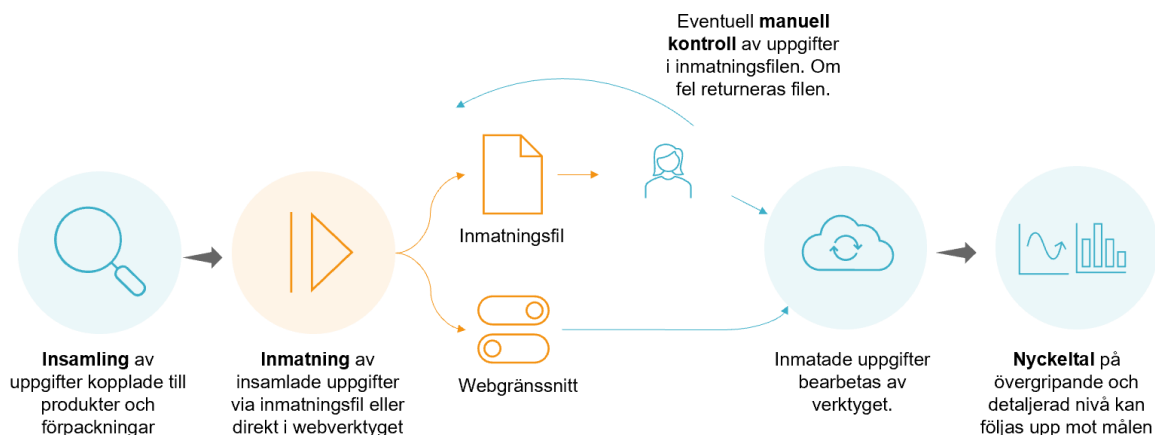 Eventuell manuell
kontroll av uppgifter
i inmatningsfilen. Om
fel returneras filen.
Inmatningsfil
Webgränssnitt
Insamling av
uppgifter kopplade till
produkter och
förpackningar
Inmatning av
insamlade uppgifter
via inmatningsfil eller
direkt i webverktyget
Inmatade uppgifter
bearbetas av
verktyget.
Nyckeltal på
övergripande och
detaljerad nivå kan
följas upp mot målen